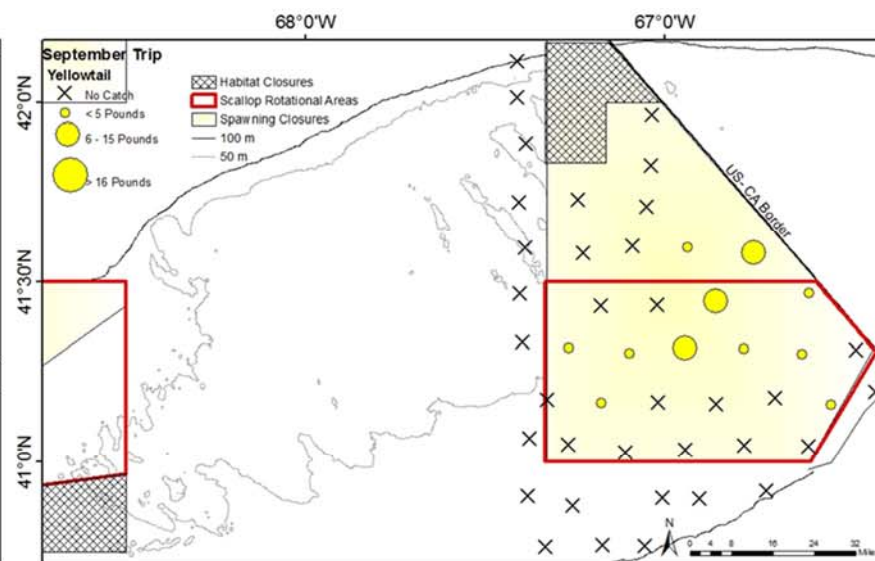 68°0'W
67°0'W
42°0'N
41°30'N
41°0'N
September Trip
Yellowtail
No Catch
< 5 Pounds
6 - 15 Pounds
> 16 Pounds
Habitat Closures
Scallop Rotational Areas
Spawning Closures
100 m
50 m
US- CA Border
N
0 4 8 16 24 32
Miles